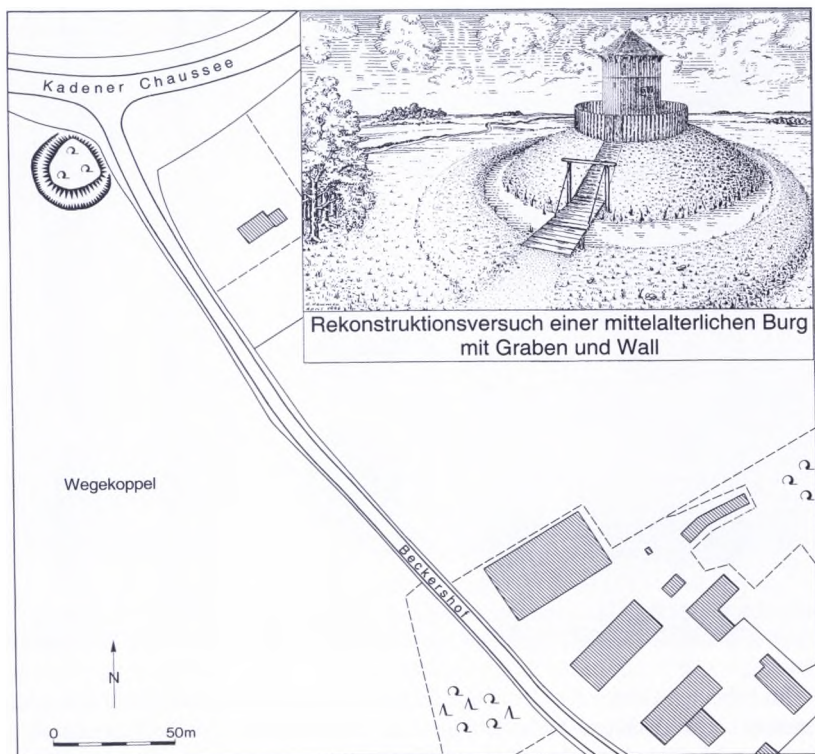 Kadener Chaussee
Rekonstruktionsversuch einer mittelalterlichen Burg
mit Graben und Wall
Wegekoppel
Beckershof
N
0 50m